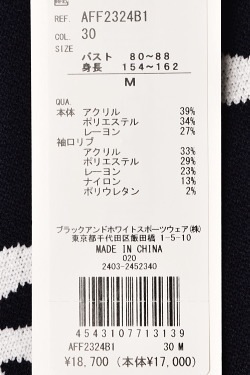 REF. AFF2324B1
COL. 30
SIZE
バスト 80～88
身長 154～162
M
QUA.
本体 アクリル 39%
ポリエステル 34%
レーヨン 27%
袖口リブ
アクリル 33%
ポリエステル 29%
レーヨン 23%
ナイロン 13%
ポリウレタン 2%
ブラックアンドホワイトスポーツウェア(株)
東京都千代田区飯田橋 1-5-10
MADE IN CHINA
020
2403-2452340
4543107713139
AFF2324B1 30 M
¥18,700 (本体¥17,000)